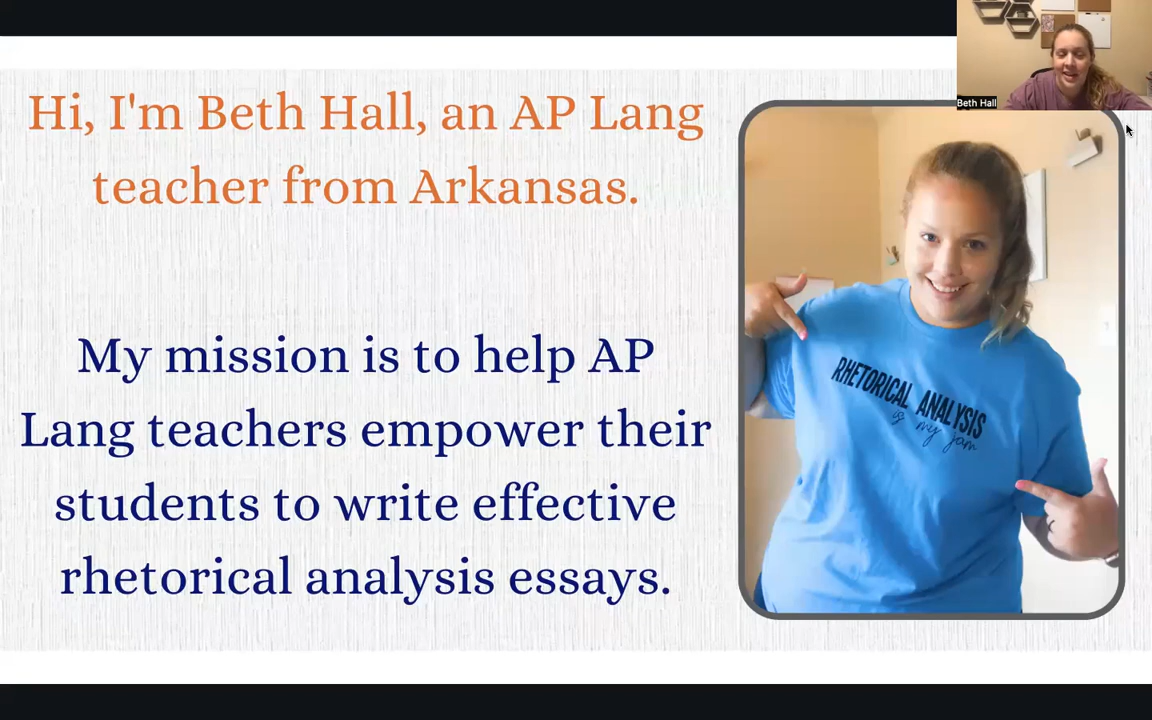 Hi, I'm Beth Hall, an AP Lang
teacher from Arkansas.
My mission is to help AP
Lang teachers empower their
students to write effective
rhetorical analysis essays.
Beth Hall
RHETORICAL ANALYSIS
is my jam